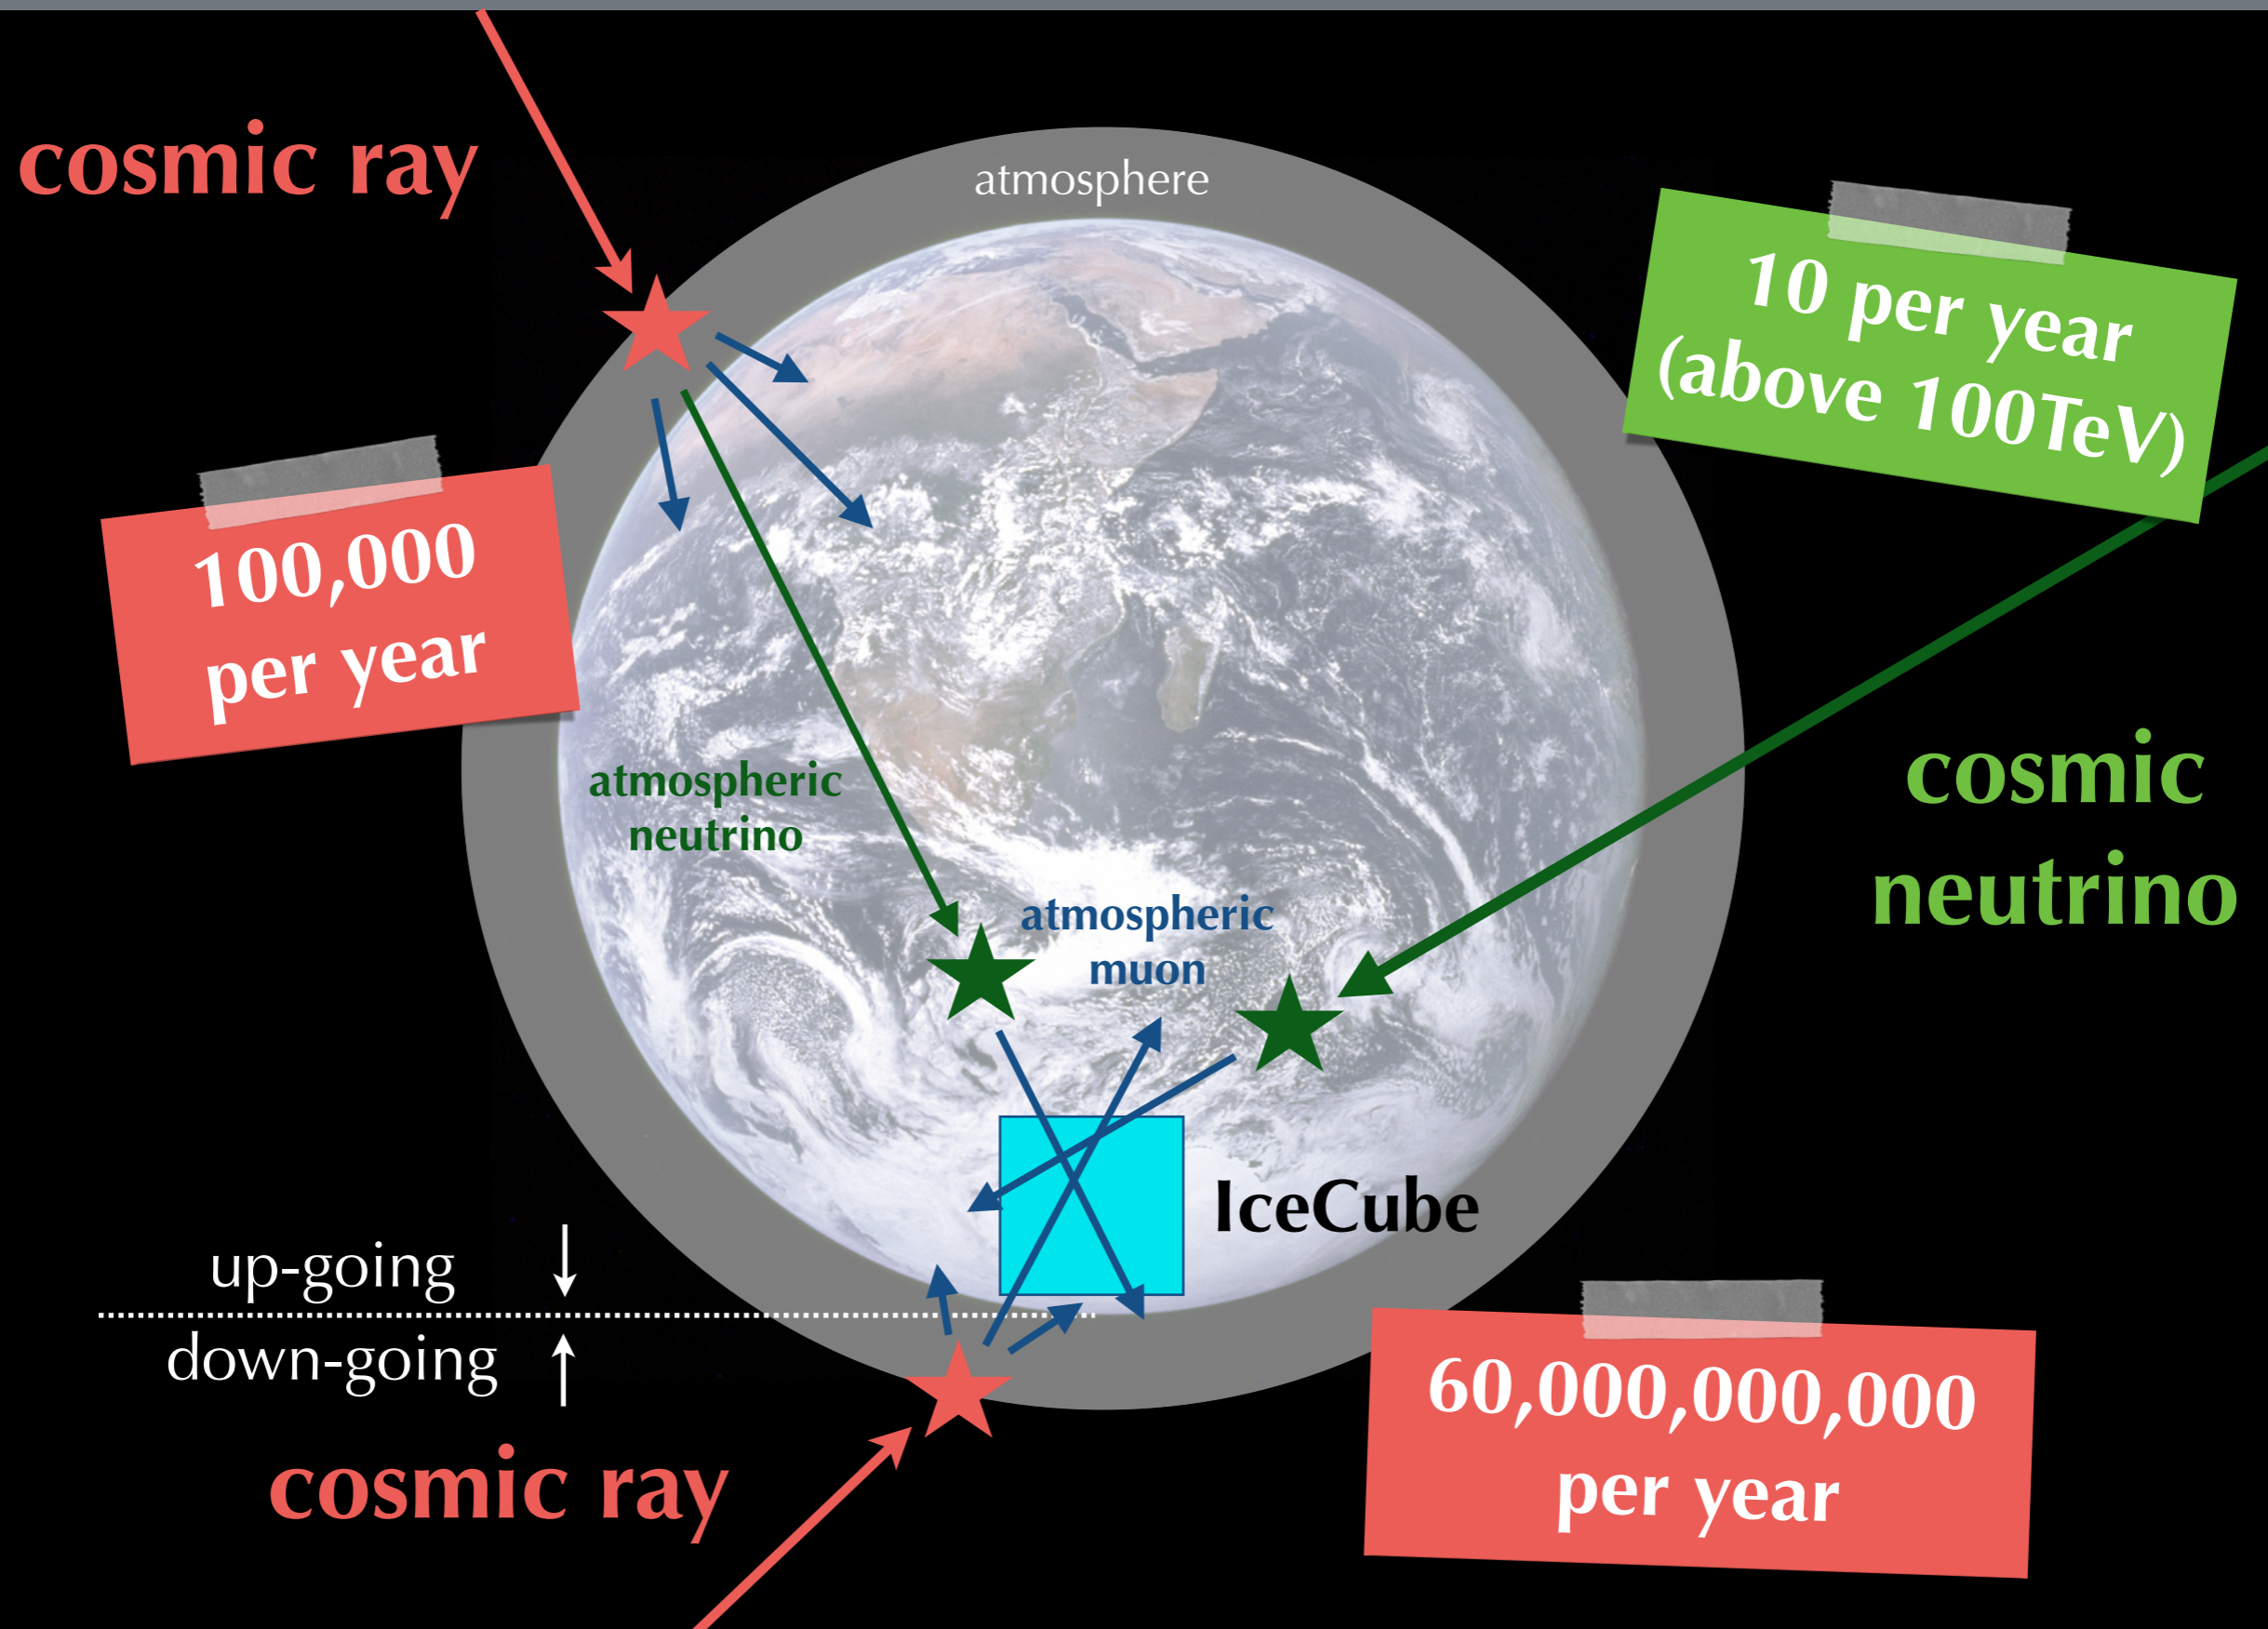 cosmic ray
atmosphere
10 per year
(above 100TeV)
100,000
per year
atmospheric
neutrino
cosmic
neutrino
atmospheric
muon
IceCube
up-going
down-going
cosmic ray
60,000,000,000
per year